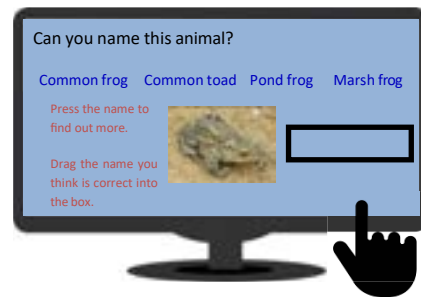 Can you name this animal?
Common frog Common toad Pond frog Marsh frog
Press the name to
find out more.
Drag the name you
think is correct into
the box.